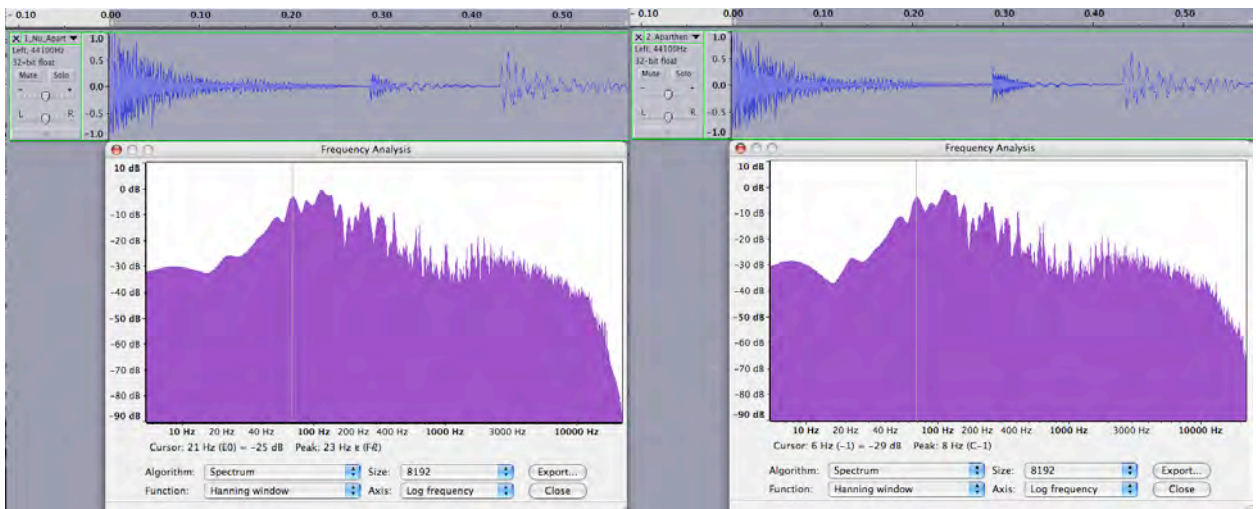 - 0.10 0.00 0.10 0.20 0.30 0.40 0.50
X 1_No_Apart ▼ 1.0
Left, 44100Hz
32-bit float 0.5
Mute Solo
- + 0.0
L R -0.5
-1.0
Frequency Analysis
10 dB
0 dB
-10 dB
-20 dB
-30 dB
-40 dB
-50 dB
-60 dB
-70 dB
-80 dB
-90 dB
10 Hz 20 Hz 40 Hz 100 Hz 200 Hz 400 Hz 1000 Hz 3000 Hz 10000 Hz
Cursor: 21 Hz (E0) = -25 dB Peak: 23 Hz
Algorithm: Spectrum Size: 8192 Export...
Function: Hanning window Axis: Log frequency Close
- 0.10 0.00 0.10 0.20 0.30 0.40 0.50
X 2_Aparthen ▼ 1.0
Left, 44100Hz
32-bit float 0.5
Mute Solo
- + 0.0
L R -0.5
-1.0
Frequency Analysis
10 dB
0 dB
-10 dB
-20 dB
-30 dB
-40 dB
-50 dB
-60 dB
-70 dB
-80 dB
-90 dB
10 Hz 20 Hz 40 Hz 100 Hz 200 Hz 400 Hz 1000 Hz 3000 Hz 10000 Hz
Cursor: 6 Hz (-1) = -29 dB Peak: 8 Hz (C-1)
Algorithm: Spectrum Size: 8192 Export...
Function: Hanning window Axis: Log frequency Close